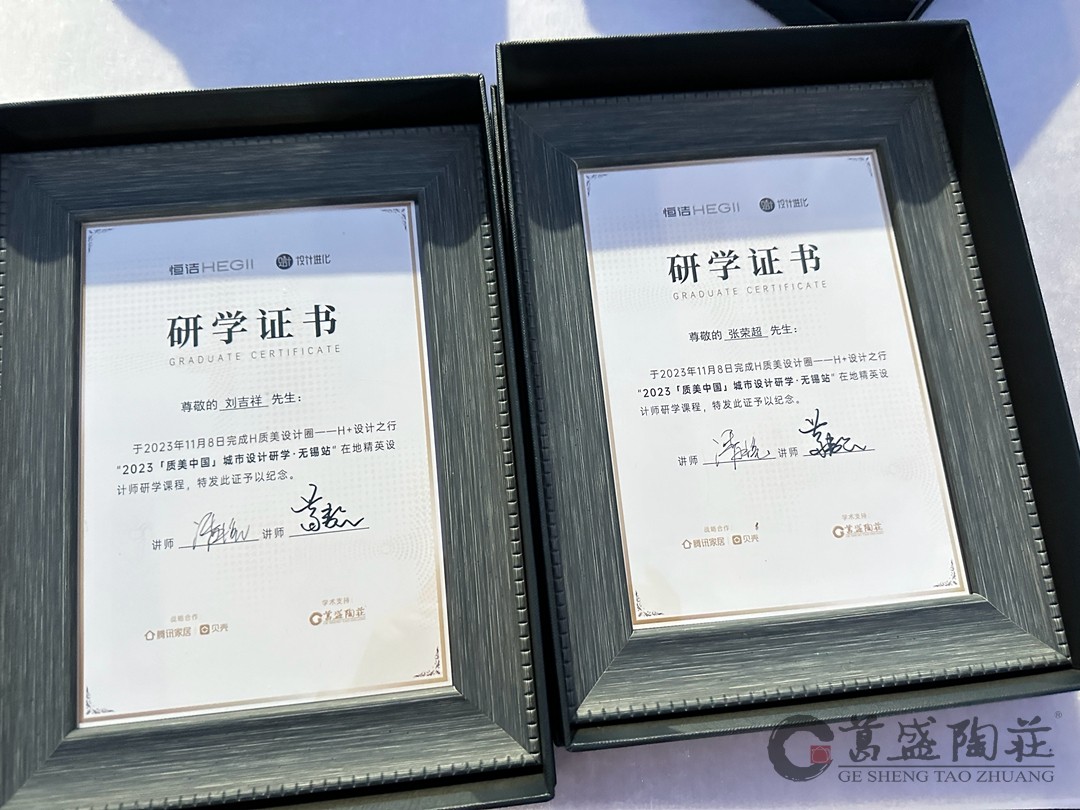 恒洁HEGII 设计进化
研学证书
GRADUATE CERTIFICATE
尊敬的 刘吉祥 先生：
于2023年11月8日完成H质美设计圈——H+设计之行
“2023「质美中国」城市设计研学·无锡站”在地精英设
计师研学课程，特发此证予以纪念。
讲师 讲师
战略合作：
腾讯家居 贝壳
学术支持：
葛盛陶莊
恒洁HEGII 设计进化
研学证书
GRADUATE CERTIFICATE
尊敬的 张荣超 先生：
于2023年11月8日完成H质美设计圈——H+设计之行
“2023「质美中国」城市设计研学·无锡站”在地精英设
计师研学课程，特发此证予以纪念。
讲师 讲师
战略合作：
腾讯家居 贝壳
学术支持：
葛盛陶莊
葛盛陶莊®
GE SHENG TAO ZHUANG